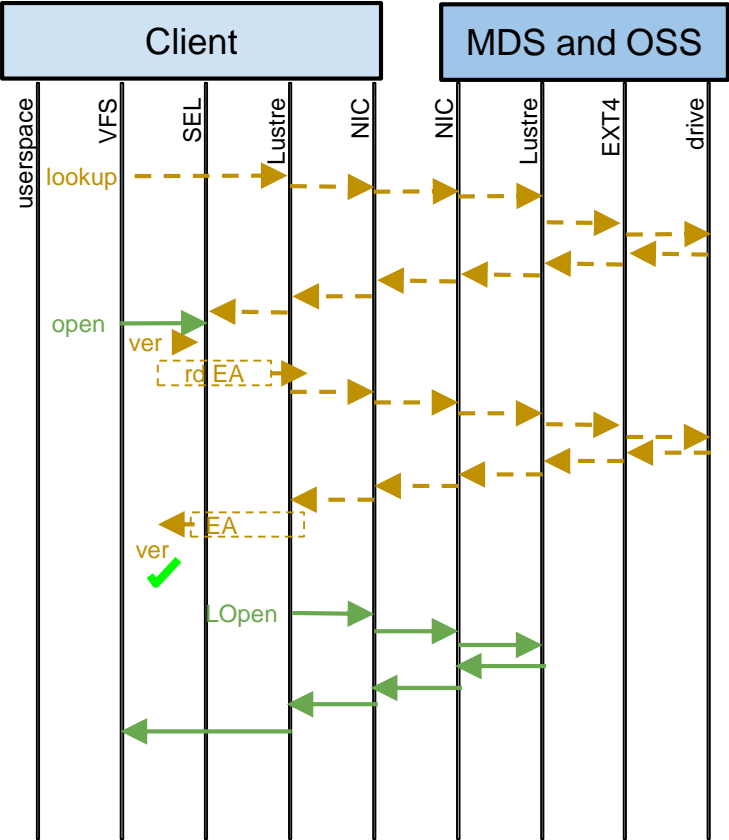 Client
MDS and OSS
userspace
VFS
SEL
Lustre
NIC
NIC
Lustre
EXT4
drive
lookup
open
ver
rd EA
EA
ver
LOpen